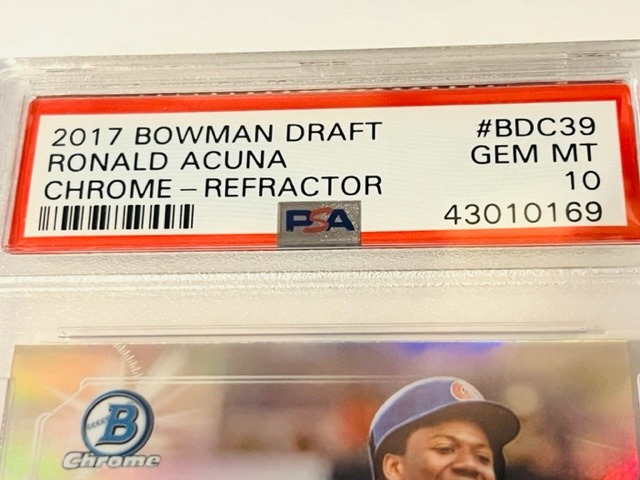 2017 BOWMAN DRAFT #BDC39
RONALD ACUNA GEM MT
CHROME – REFRACTOR 10
PSA 43010169
B
Chrome